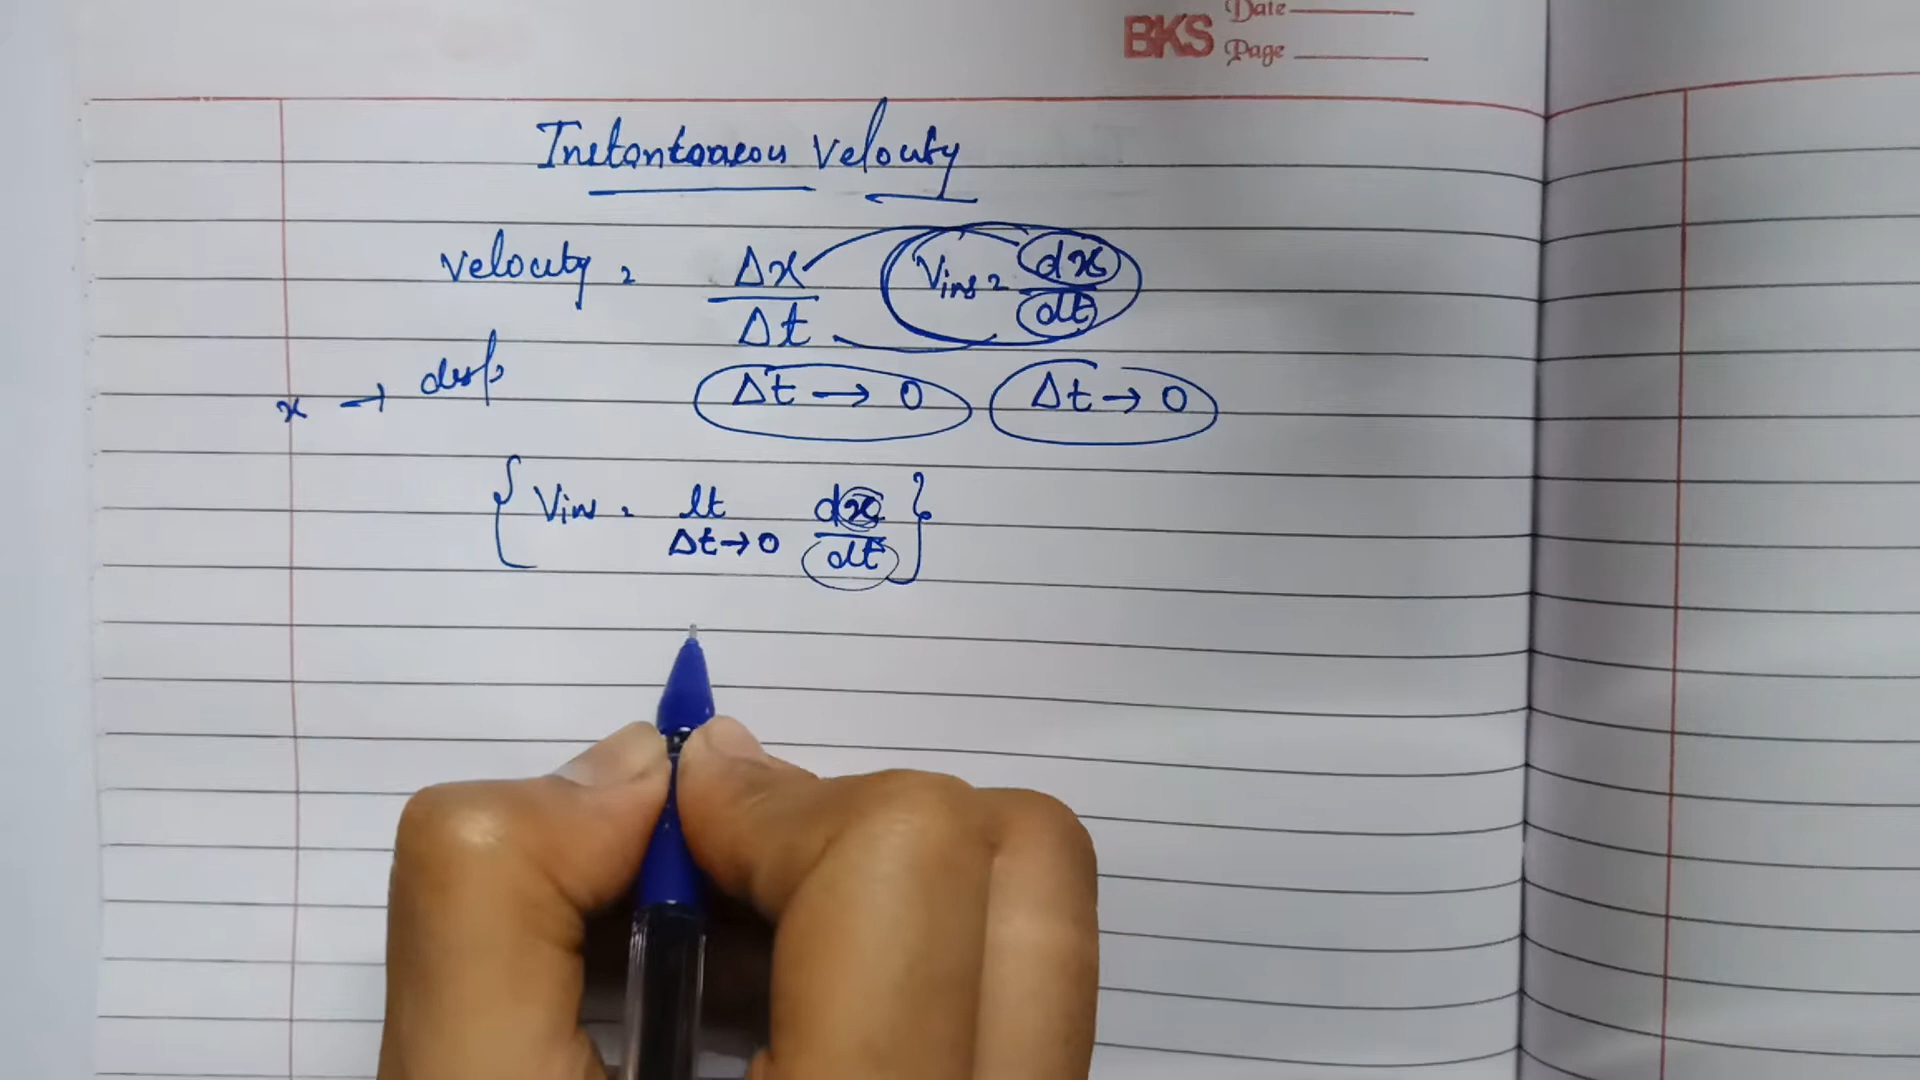 BKS Date
Page
Instantaneous Velocity
Velocity = Δx/Δt Vins = dx/dt
x → disp
Δt → 0 Δt → 0
{ Vins = lt Δt→0 dx/dt }